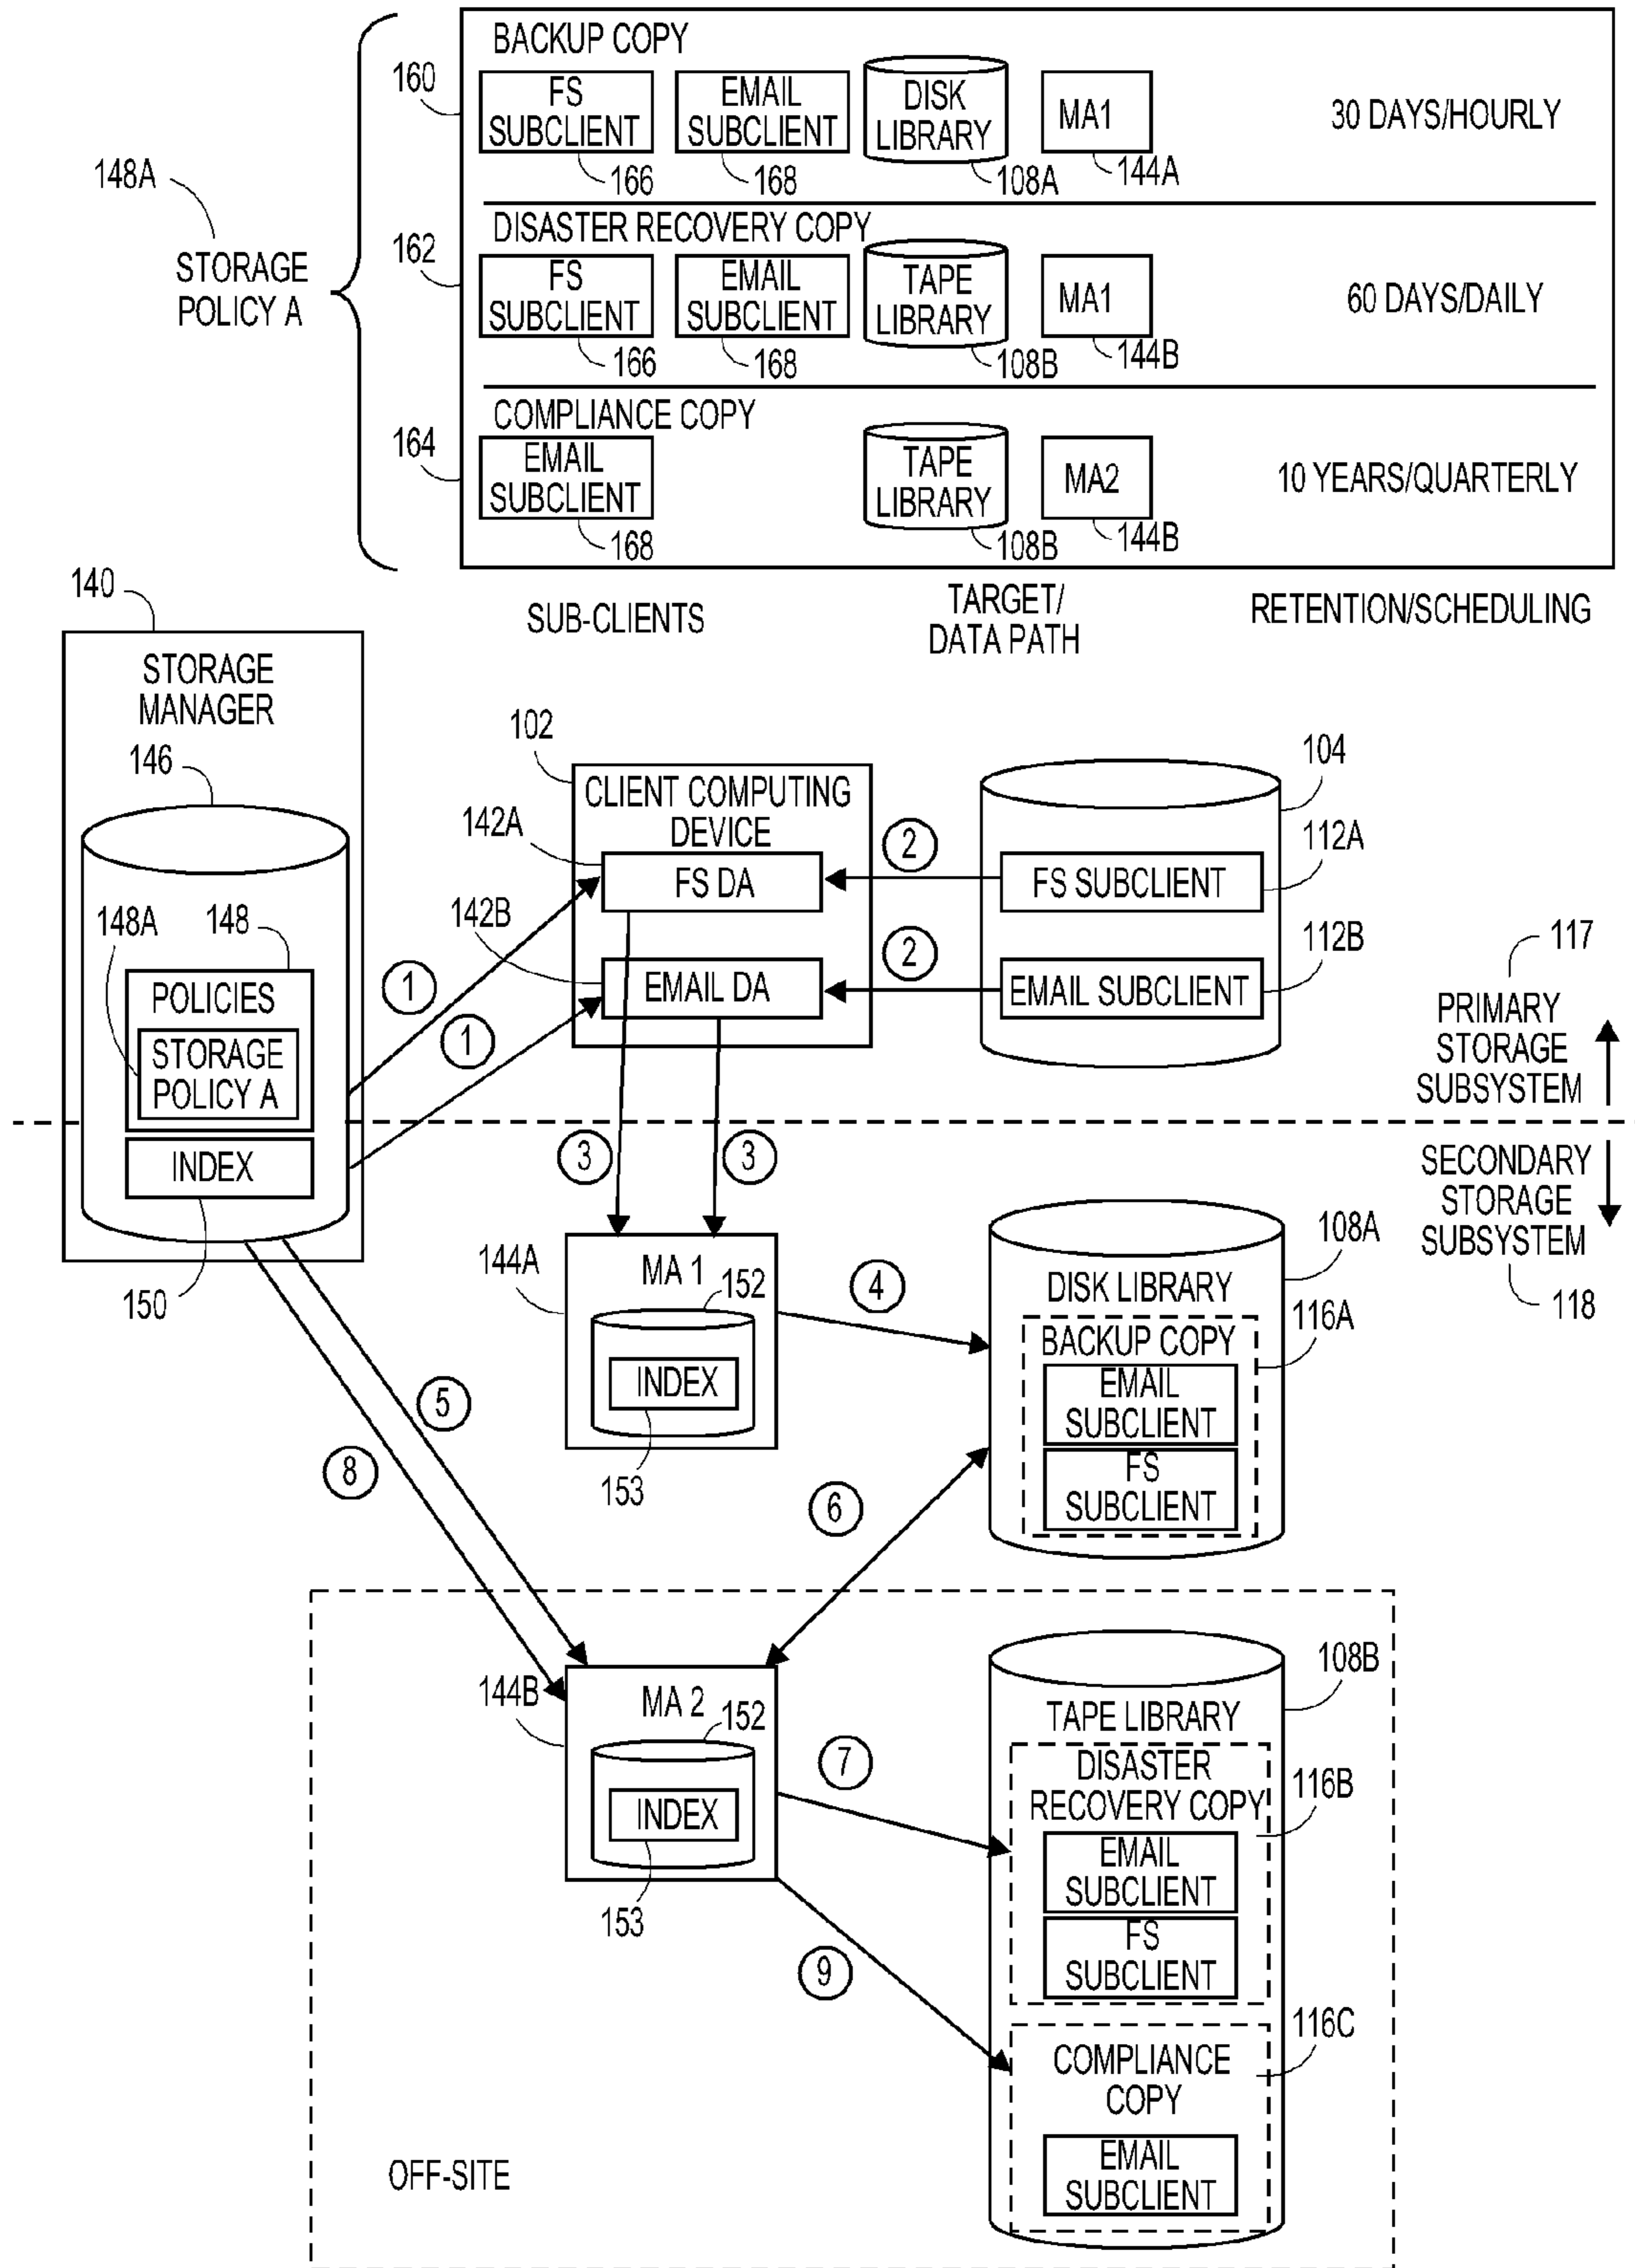 BACKUP COPY
160
FS
SUBCLIENT
166
EMAIL
SUBCLIENT
168
DISK
LIBRARY
108A
MA1
144A
30 DAYS/HOURLY
148A
STORAGE
POLICY A
DISASTER RECOVERY COPY
162
FS
SUBCLIENT
166
EMAIL
SUBCLIENT
168
TAPE
LIBRARY
108B
MA1
144B
60 DAYS/DAILY
COMPLIANCE COPY
164
EMAIL
SUBCLIENT
168
TAPE
LIBRARY
108B
MA2
144B
10 YEARS/QUARTERLY
SUB-CLIENTS
TARGET/
DATA PATH
RETENTION/SCHEDULING
140
STORAGE
MANAGER
146
148A
148
POLICIES
STORAGE
POLICY A
INDEX
150
1
1
102
CLIENT COMPUTING
DEVICE
142A
FS DA
142B
EMAIL DA
2
2
104
FS SUBCLIENT
112A
EMAIL SUBCLIENT
112B
117
PRIMARY
STORAGE
SUBSYSTEM
SECONDARY
STORAGE
SUBSYSTEM
118
3
3
144A
MA 1
152
INDEX
153
4
108A
DISK LIBRARY
116A
BACKUP COPY
EMAIL
SUBCLIENT
FS
SUBCLIENT
5
8
6
144B
MA 2
152
INDEX
153
7
9
108B
TAPE LIBRARY
DISASTER
RECOVERY COPY
116B
EMAIL
SUBCLIENT
FS
SUBCLIENT
116C
COMPLIANCE
COPY
EMAIL
SUBCLIENT
OFF-SITE